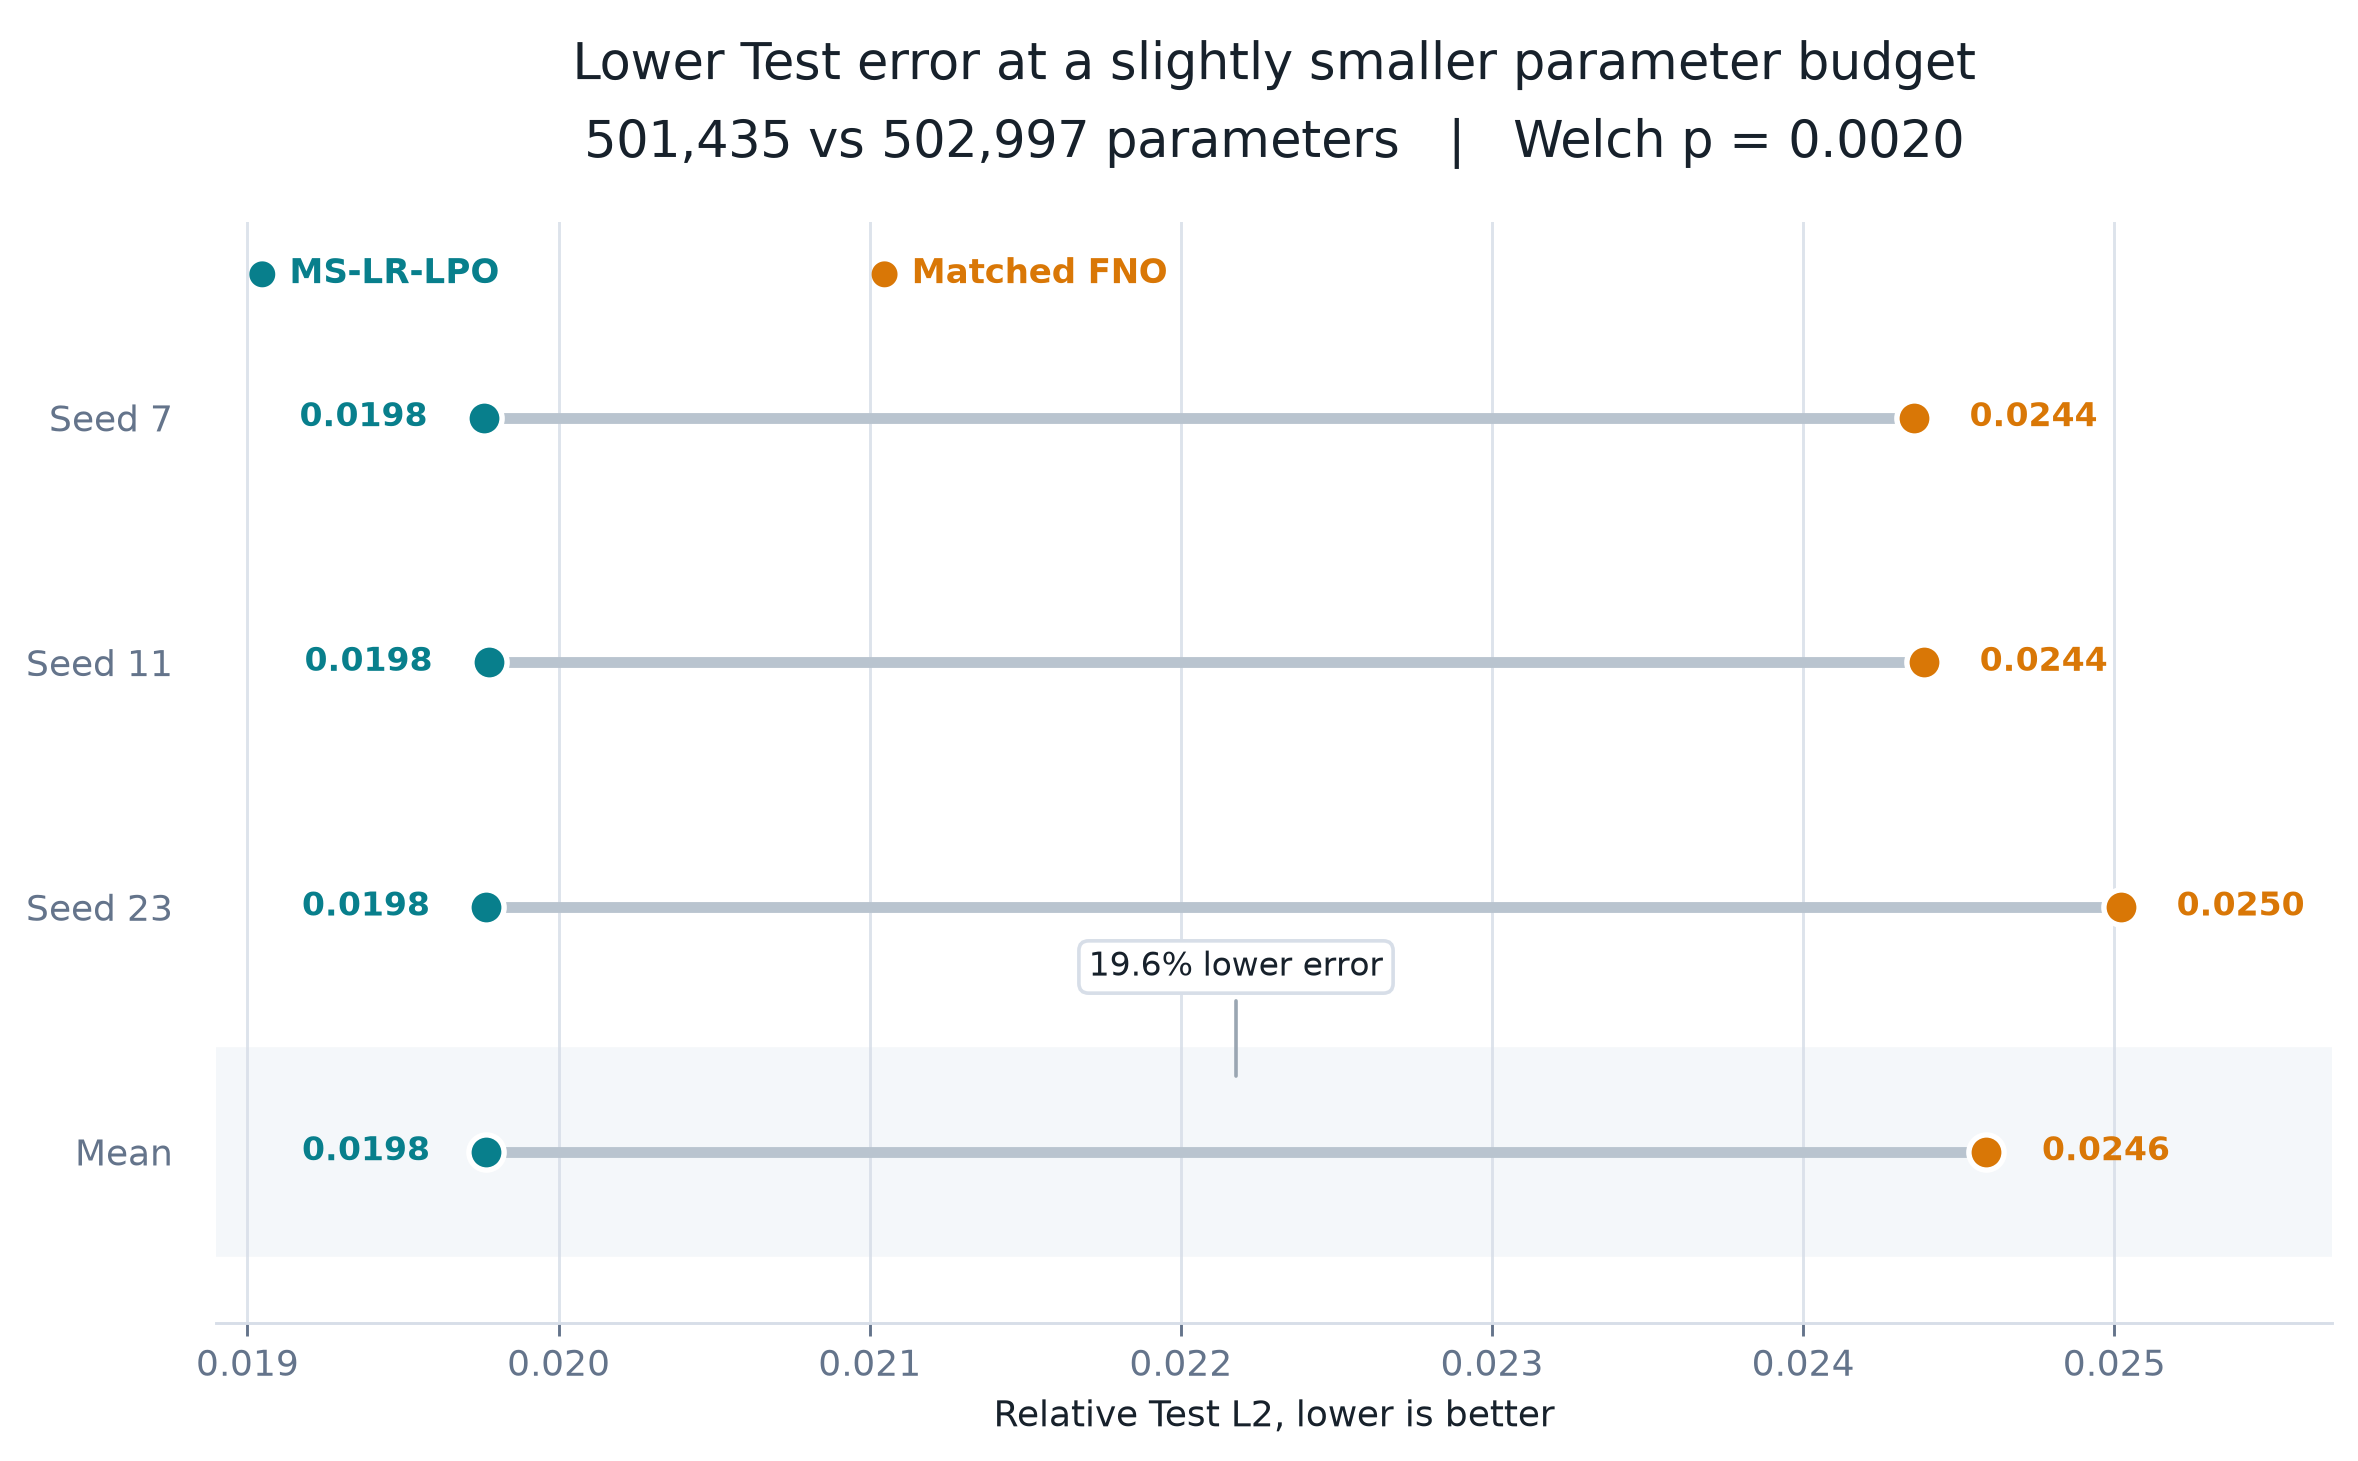 Lower Test error at a slightly smaller parameter budget
501,435 vs 502,997 parameters | Welch p = 0.0020
MS-LR-LPO Matched FNO
Seed 7 0.0198 0.0244
Seed 11 0.0198 0.0244
Seed 23 0.0198 0.0250
19.6% lower error
Mean 0.0198 0.0246
0.019 0.020 0.021 0.022 0.023 0.024 0.025
Relative Test L2, lower is better